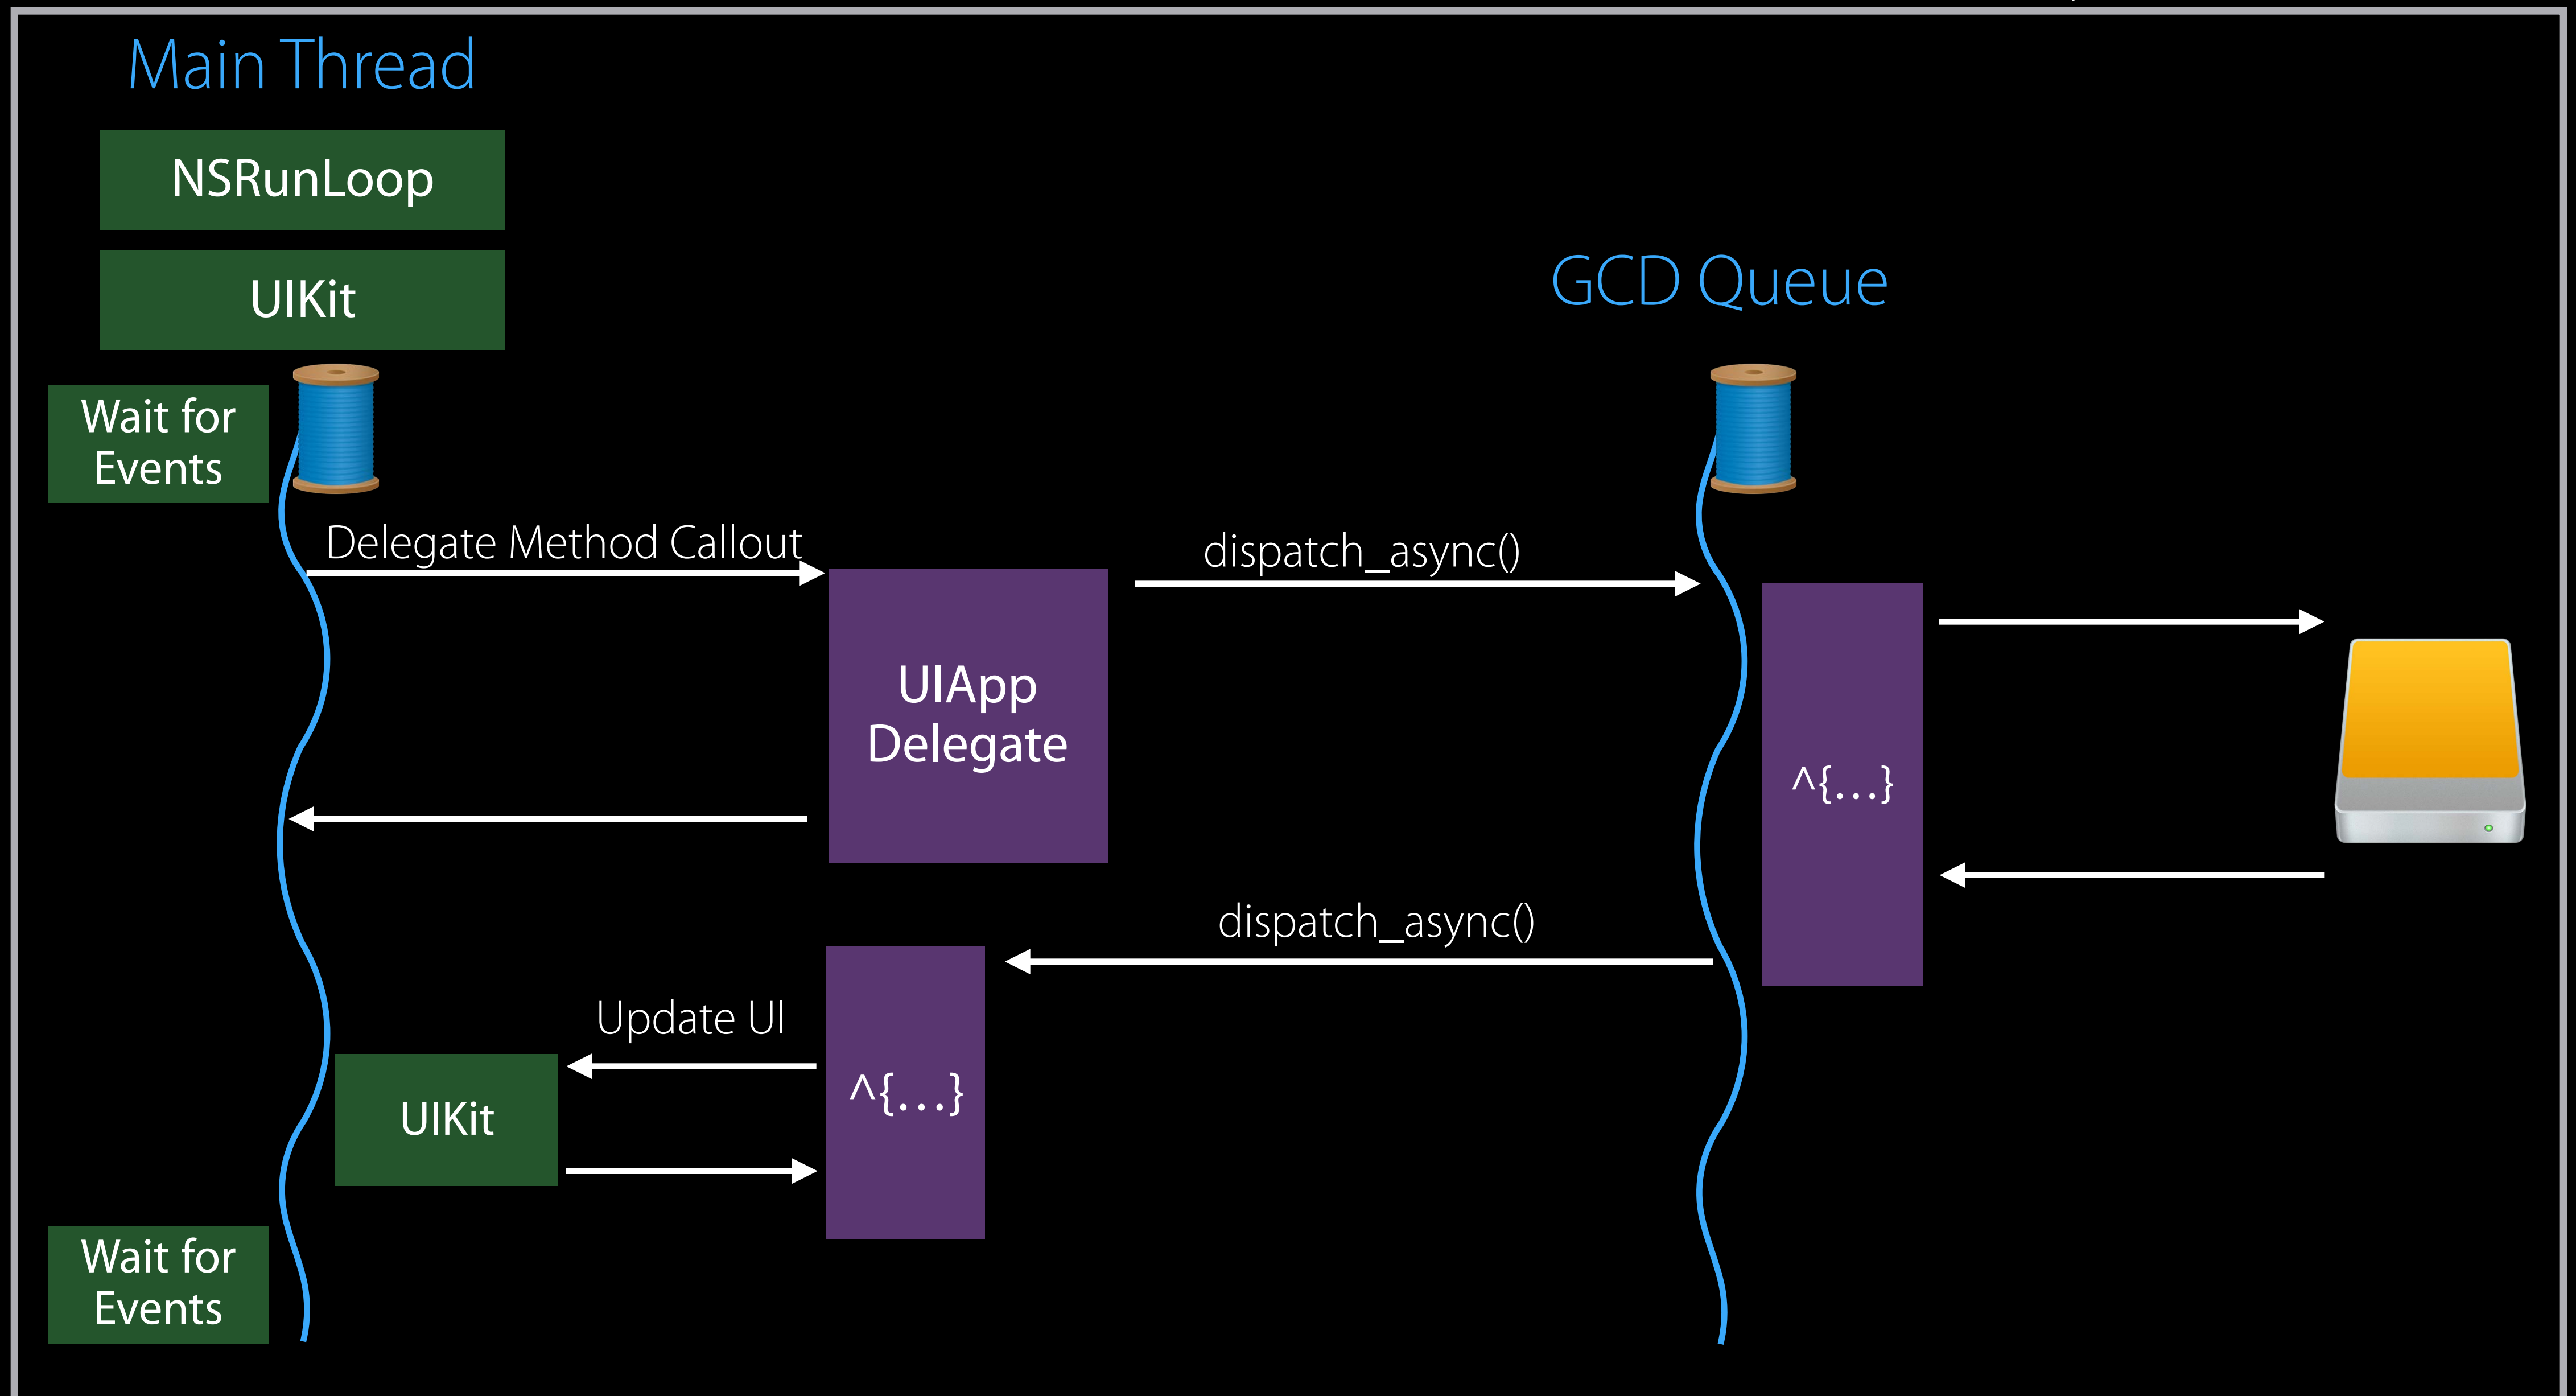 Main Thread
NSRunLoop
UIKit
GCD Queue
Wait for
Events
Delegate Method Callout
dispatch_async()
UIApp
Delegate
^{...}
dispatch_async()
Update UI
^{...}
UIKit
Wait for
Events